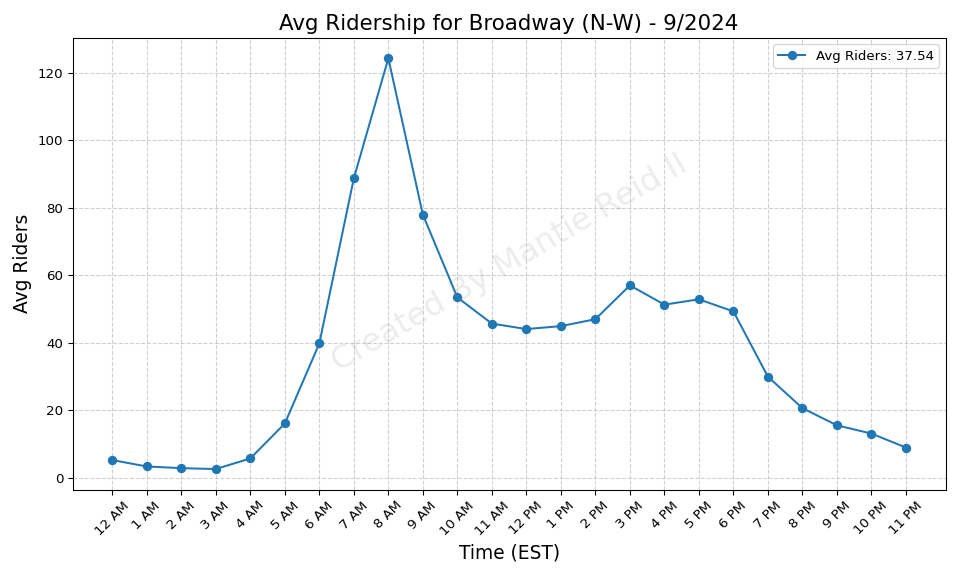 Avg Ridership for Broadway (N-W) - 9/2024
Avg Riders: 37.54
120
100
80
60
40
20
0
Avg Riders
Created By Mantle Reid II
12 AM
1 AM
2 AM
3 AM
4 AM
5 AM
6 AM
7 AM
8 AM
9 AM
10 AM
11 AM
12 PM
1 PM
2 PM
3 PM
4 PM
5 PM
6 PM
7 PM
8 PM
9 PM
10 PM
11 PM
Time (EST)